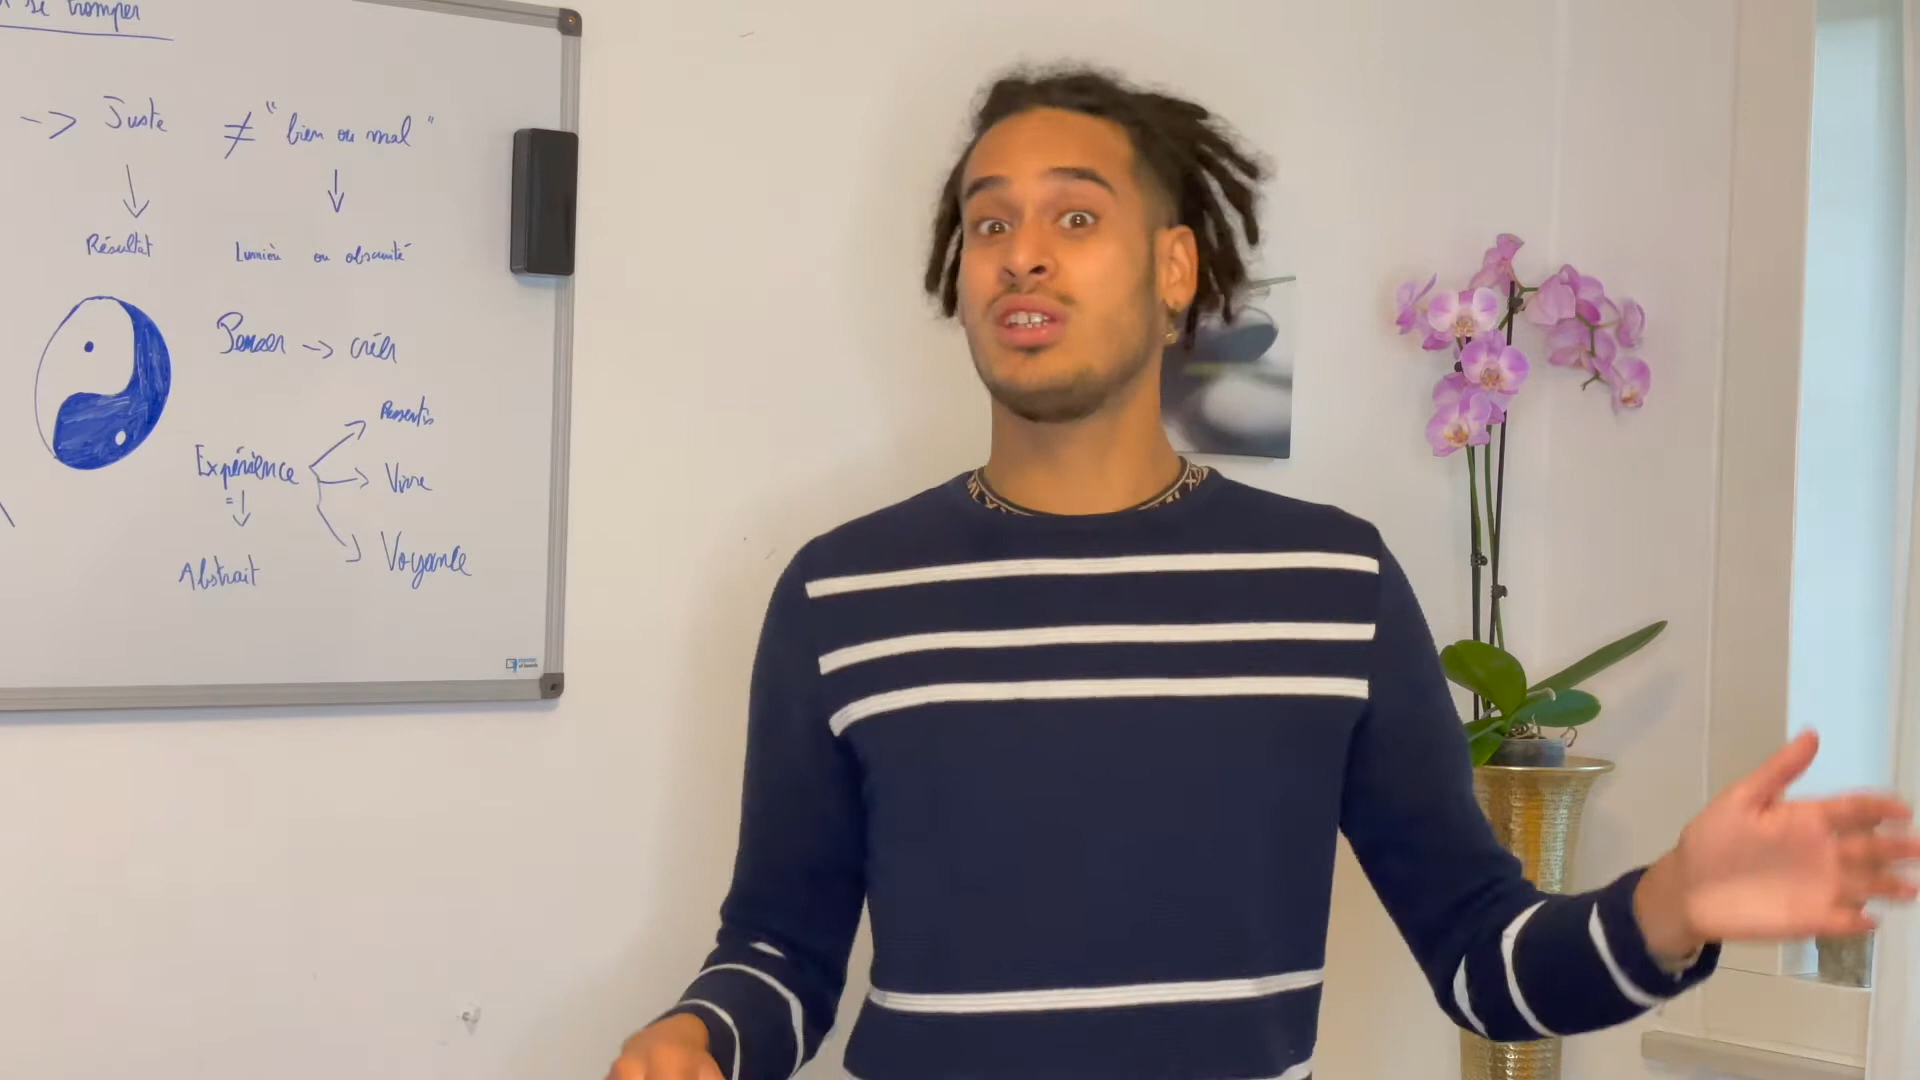 se tromper
-> Juste ≠ "bien ou mal"
Résultat
Lumière ou obscurité
Penser -> créer
Ressentis
Expérience
Vivre
=
Voyance
Abstrait